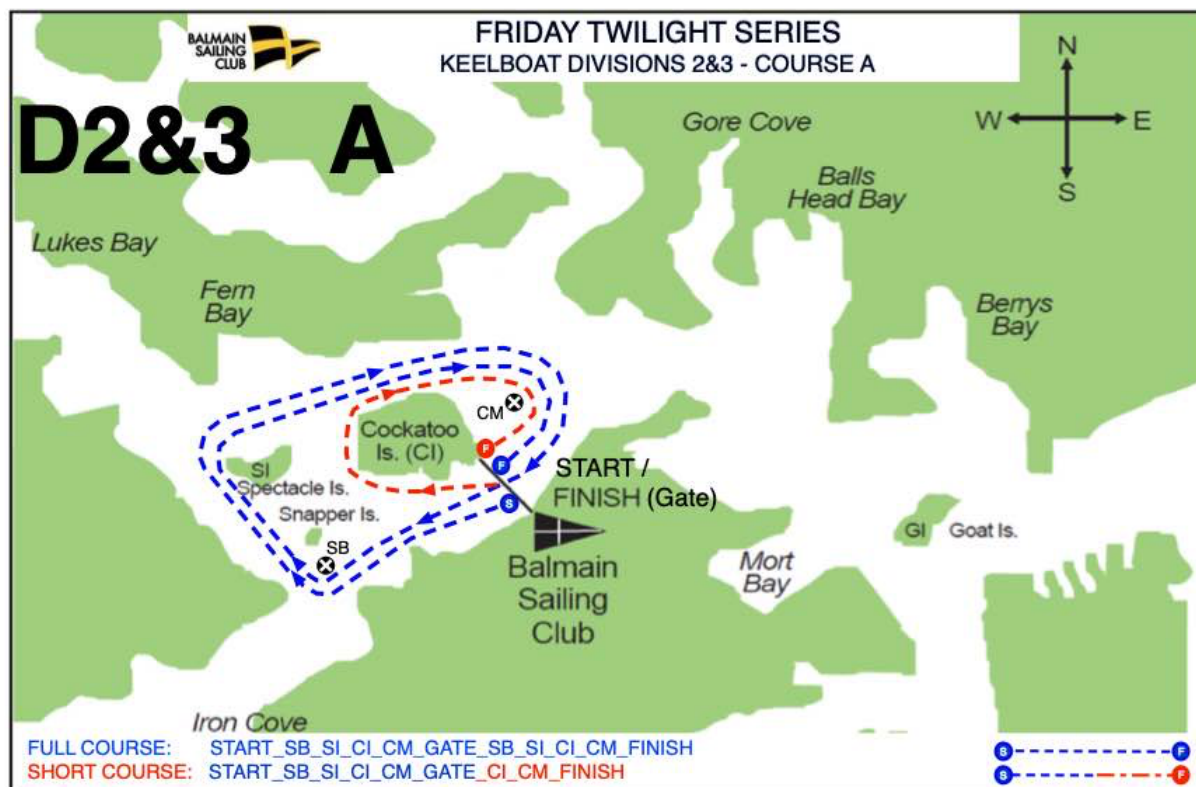 BALMAIN
SAILING
CLUB
FRIDAY TWILIGHT SERIES
KEELBOAT DIVISIONS 2&3 - COURSE A
D2&3 A
N
W E
S
Gore Cove
Balls
Head Bay
Lukes Bay
Fern
Bay
Berrys
Bay
CM
Cockatoo
Is. (CI)
F
F
S
START /
FINISH (Gate)
SI
Spectacle Is.
Snapper Is.
SB
GI Goat Is.
Mort
Bay
Balmain
Sailing
Club
Iron Cove
FULL COURSE: START_SB_SI_CI_CM_GATE_SB_SI_CI_CM_FINISH
S F
SHORT COURSE: START_SB_SI_CI_CM_GATE_CI_CM_FINISH
S F